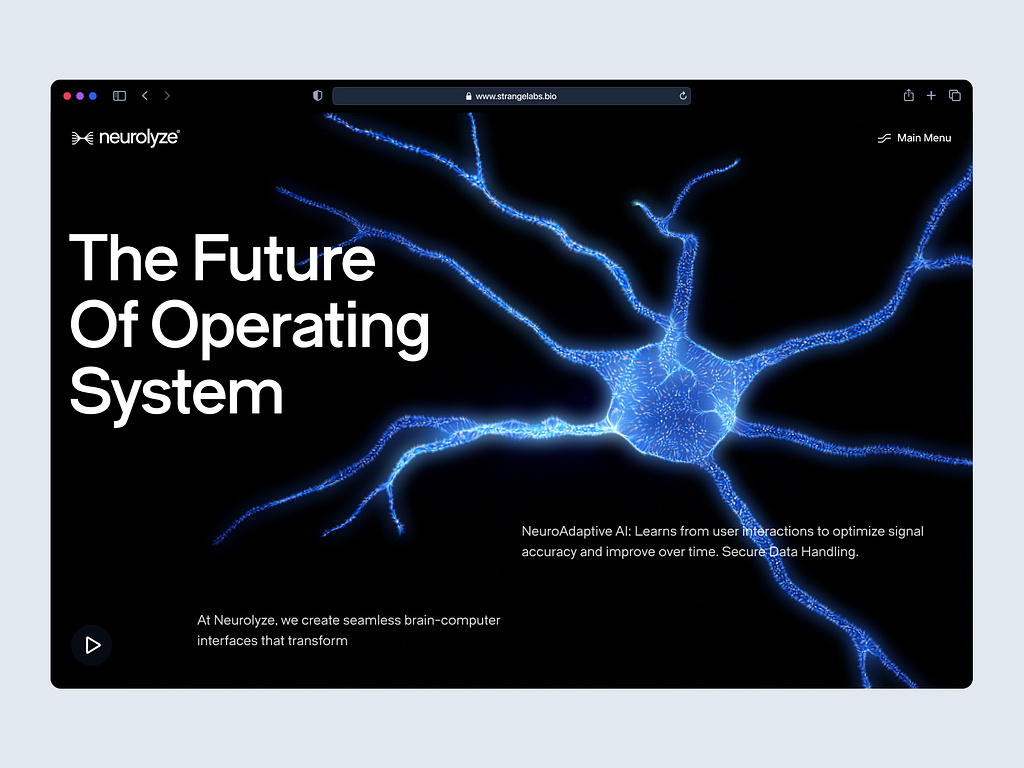 www.strangelabs.bio
neurolyze®
Main Menu
The Future
Of Operating
System
NeuroAdaptive AI: Learns from user interactions to optimize signal
accuracy and improve over time. Secure Data Handling.
At Neurolyze, we create seamless brain-computer
interfaces that transform